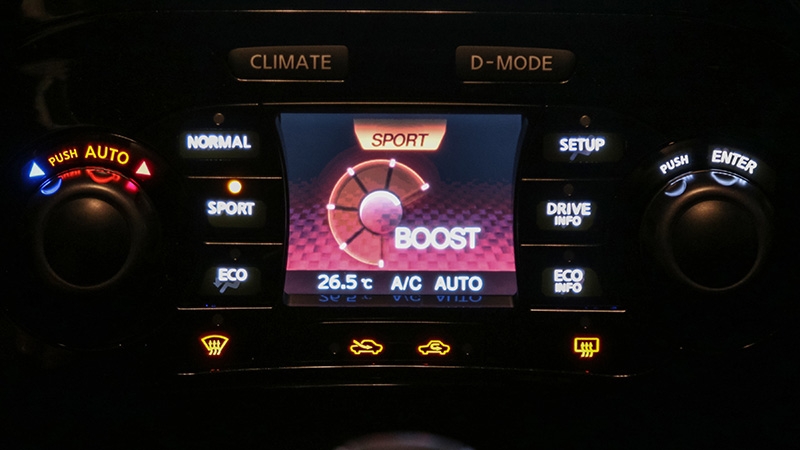 CLIMATE
D-MODE
PUSH AUTO
NORMAL
SPORT
ECO
SPORT
BOOST
26.5℃ A/C AUTO
SETUP
DRIVE
INFO
ECO
INFO
PUSH ENTER